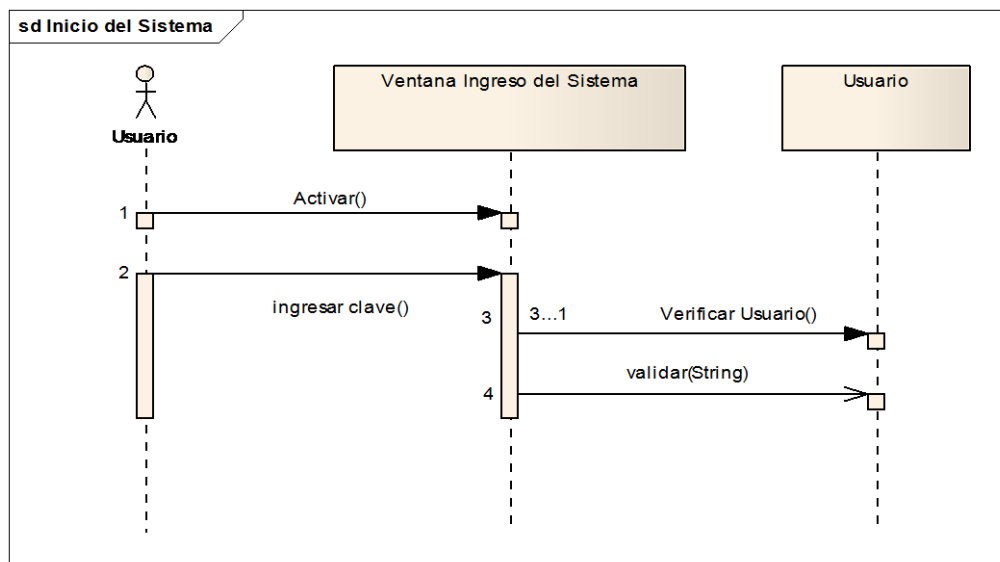 sd Inicio del Sistema
Ventana Ingreso del Sistema
Usuario
Usuario
Activar()
1
2
ingresar clave()
3
3...1
Verificar Usuario()
validar(String)
4